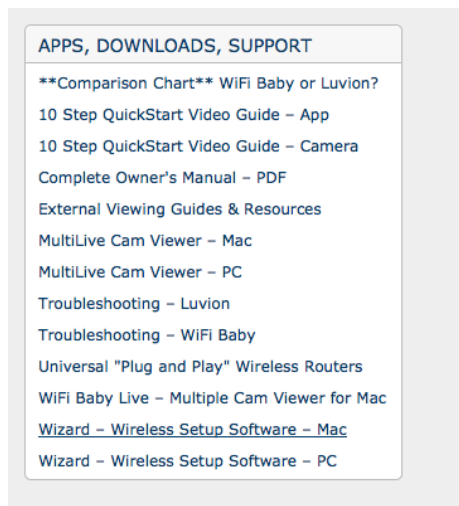 APPS, DOWNLOADS, SUPPORT
**Comparison Chart** WiFi Baby or Luvion?
10 Step QuickStart Video Guide – App
10 Step QuickStart Video Guide – Camera
Complete Owner's Manual – PDF
External Viewing Guides & Resources
MultiLive Cam Viewer – Mac
MultiLive Cam Viewer – PC
Troubleshooting – Luvion
Troubleshooting – WiFi Baby
Universal "Plug and Play" Wireless Routers
WiFi Baby Live – Multiple Cam Viewer for Mac
Wizard – Wireless Setup Software – Mac
Wizard – Wireless Setup Software – PC